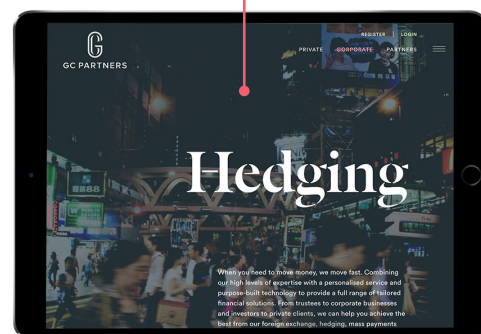 REGISTER | LOGIN
GC PARTNERS
PRIVATE CORPORATE PARTNERS
Hedging
When you need to move money, we move fast. Combining
our high levels of expertise with a personalised service and
purpose-built technology to provide a full range of tailored
financial solutions. From trustees to corporate businesses
and investors to private clients, we can help you achieve the
best from our foreign exchange, hedging, mass payments